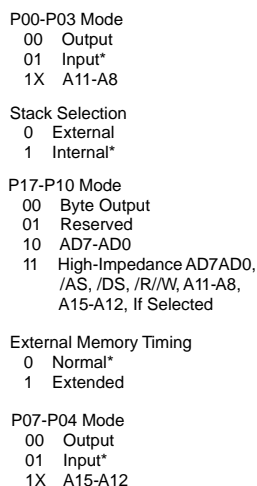 P00-P03 Mode
00 Output
01 Input*
1X A11-A8
Stack Selection
0 External
1 Internal*
P17-P10 Mode
00 Byte Output
01 Reserved
10 AD7-AD0
11 High-Impedance AD7AD0,
/AS, /DS, /R//W, A11-A8,
A15-A12, If Selected
External Memory Timing
0 Normal*
1 Extended
P07-P04 Mode
00 Output
01 Input*
1X A15-A12